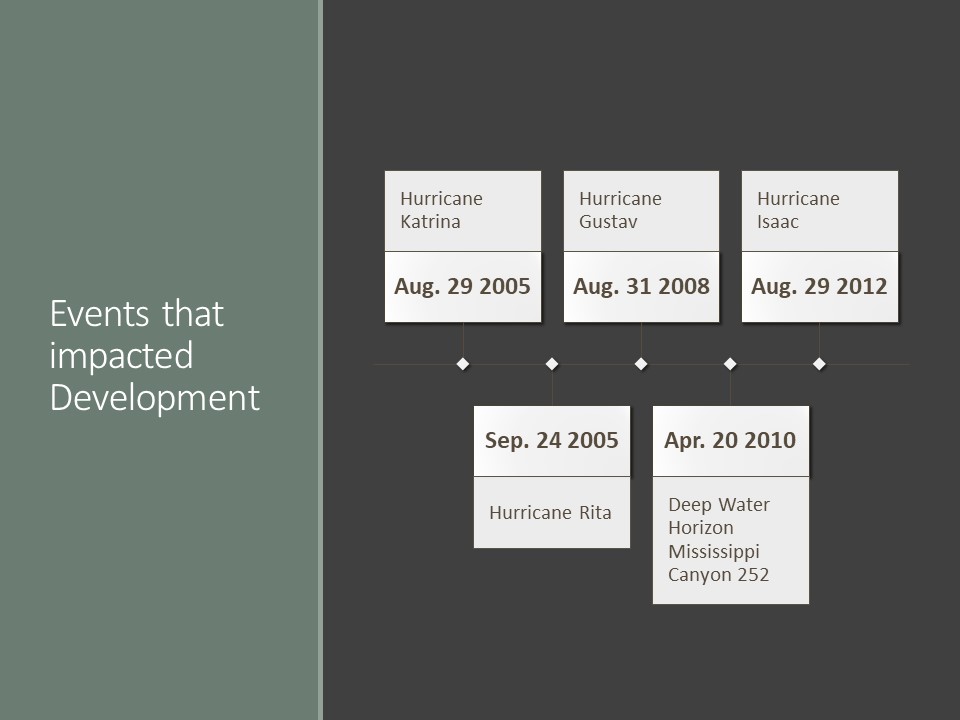 Events that
impacted
Development
Hurricane
Katrina
Aug. 29 2005
Sep. 24 2005
Hurricane Rita
Hurricane
Gustav
Aug. 31 2008
Apr. 20 2010
Deep Water
Horizon
Mississippi
Canyon 252
Hurricane
Isaac
Aug. 29 2012